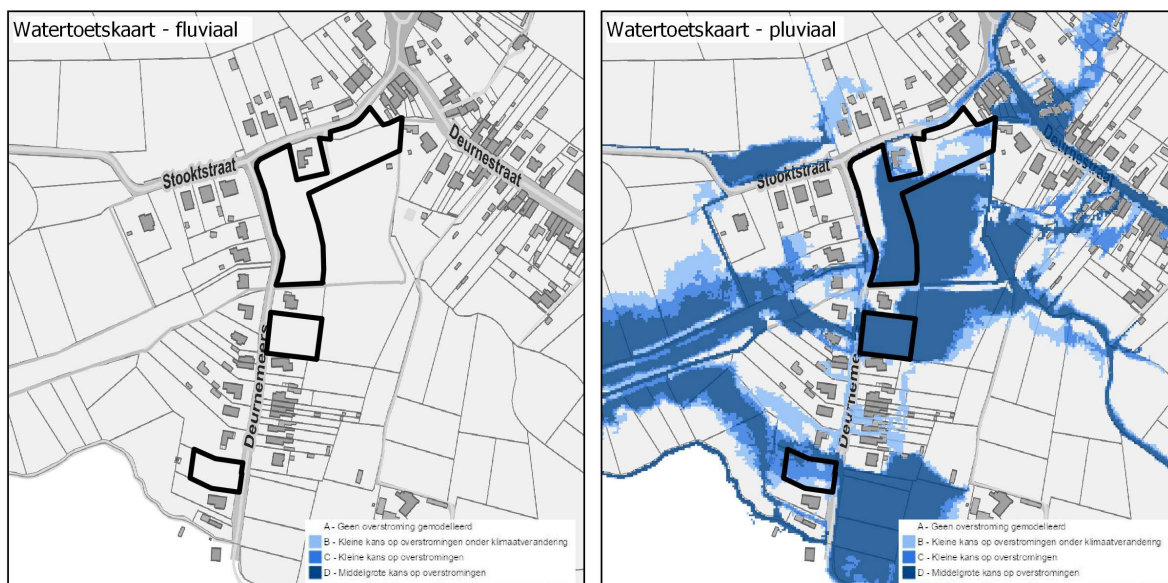 Watertoetskaart - fluviaal
Stooktstraat
Deurnestraat
Deurnemeers
A - Geen overstroming gemodelleerd
B - Kleine kans op overstromingen onder klimaatverandering
C - Kleine kans op overstromingen
D - Middelgrote kans op overstromingen
Watertoetskaart - pluviaal
Stooktstraat
Deurnestraat
Deurnemeers
A - Geen overstroming gemodelleerd
B - Kleine kans op overstromingen onder klimaatverandering
C - Kleine kans op overstromingen
D - Middelgrote kans op overstromingen